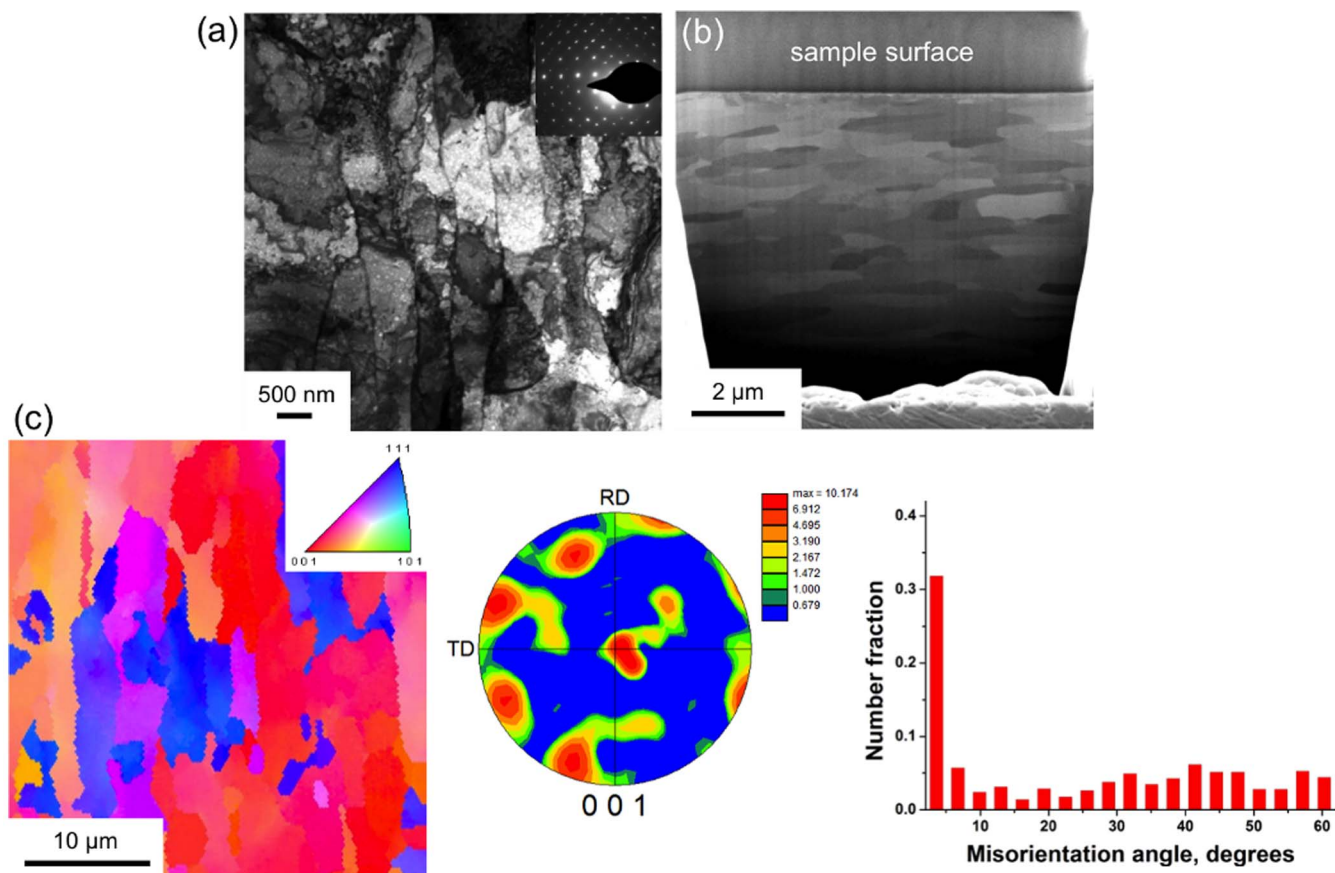 (a)
500 nm
(b)
sample surface
2 µm
(c)
1 1 1
0 0 1
1 0 1
10 µm
RD
TD
0 0 1
max = 10.174
6.912
4.695
3.190
2.167
1.472
1.000
0.679
Number fraction
0.4
0.3
0.2
0.1
0.0
10 20 30 40 50 60
Misorientation angle, degrees